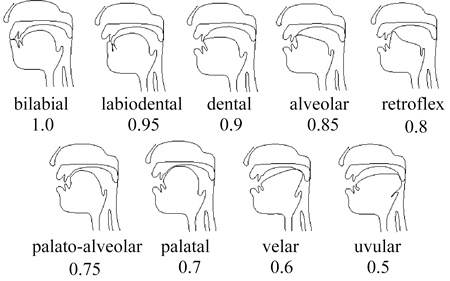 bilabial labiodental dental alveolar retroflex
1.0 0.95 0.9 0.85 0.8
palato-alveolar palatal velar uvular
0.75 0.7 0.6 0.5